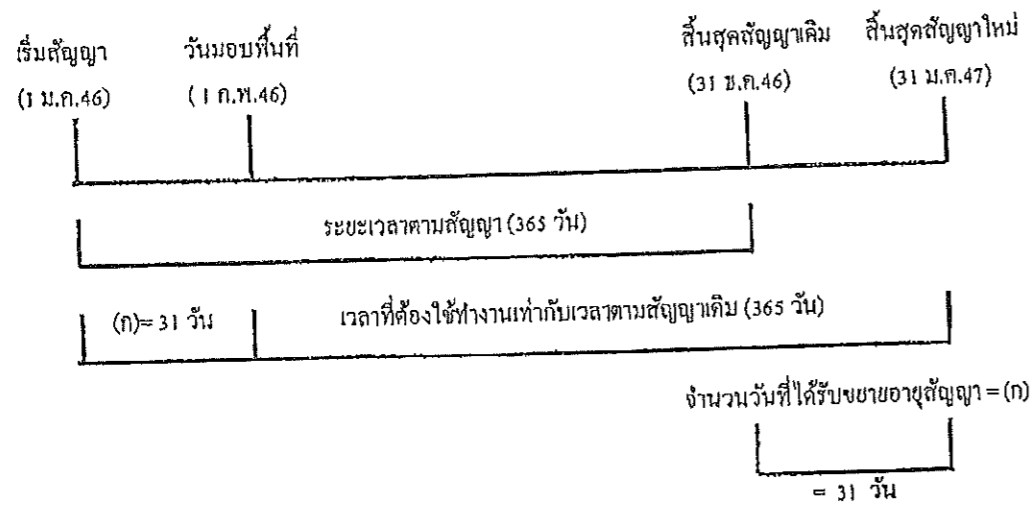 เริ่มสัญญา วันมอบพื้นที่ สิ้นสุดสัญญาเดิม สิ้นสุดสัญญาใหม่
(1 ม.ค.46) ( 1 ก.พ.46) (31 ธ.ค.46) (31 ม.ค.47)
ระยะเวลาตามสัญญา (365 วัน)
(ก)= 31 วัน เวลาที่ต้องใช้ทำงานเท่ากับเวลาตามสัญญาเดิม (365 วัน)
จำนวนวันที่ได้รับขยายอายุสัญญา = (ก)
= 31 วัน